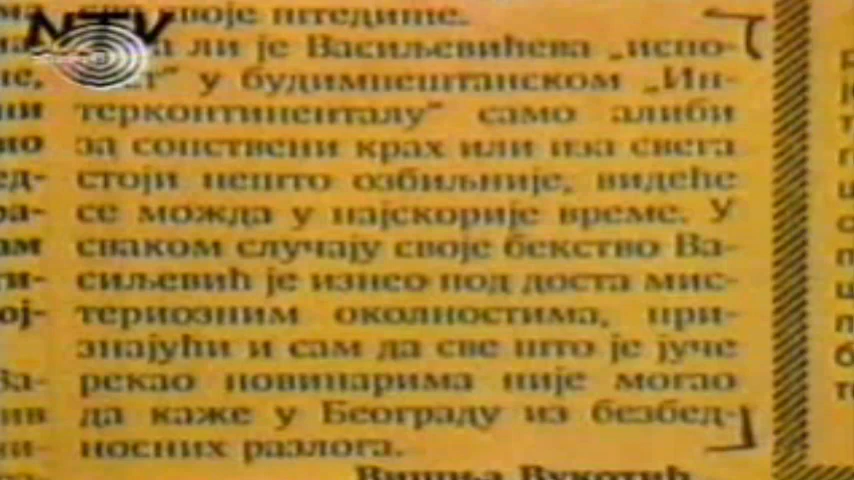 NTV
своје штедише.
ли је Васиљевићева „испо-
у будимпештанском „Ин-
терконтиненталу“ само алиби
за сопствени крах или иза свега
стоји нешто озбиљније, видеће
се можда у најскорије време. У
сваком случају своје бекство Ва-
сиљевић је изнео под доста мис-
териозним околностима, при-
знајући и сам да све што је јуче
рекао новинарима није могао
да каже у Београду из безбед-
носних разлога.
Вишња Вукотић